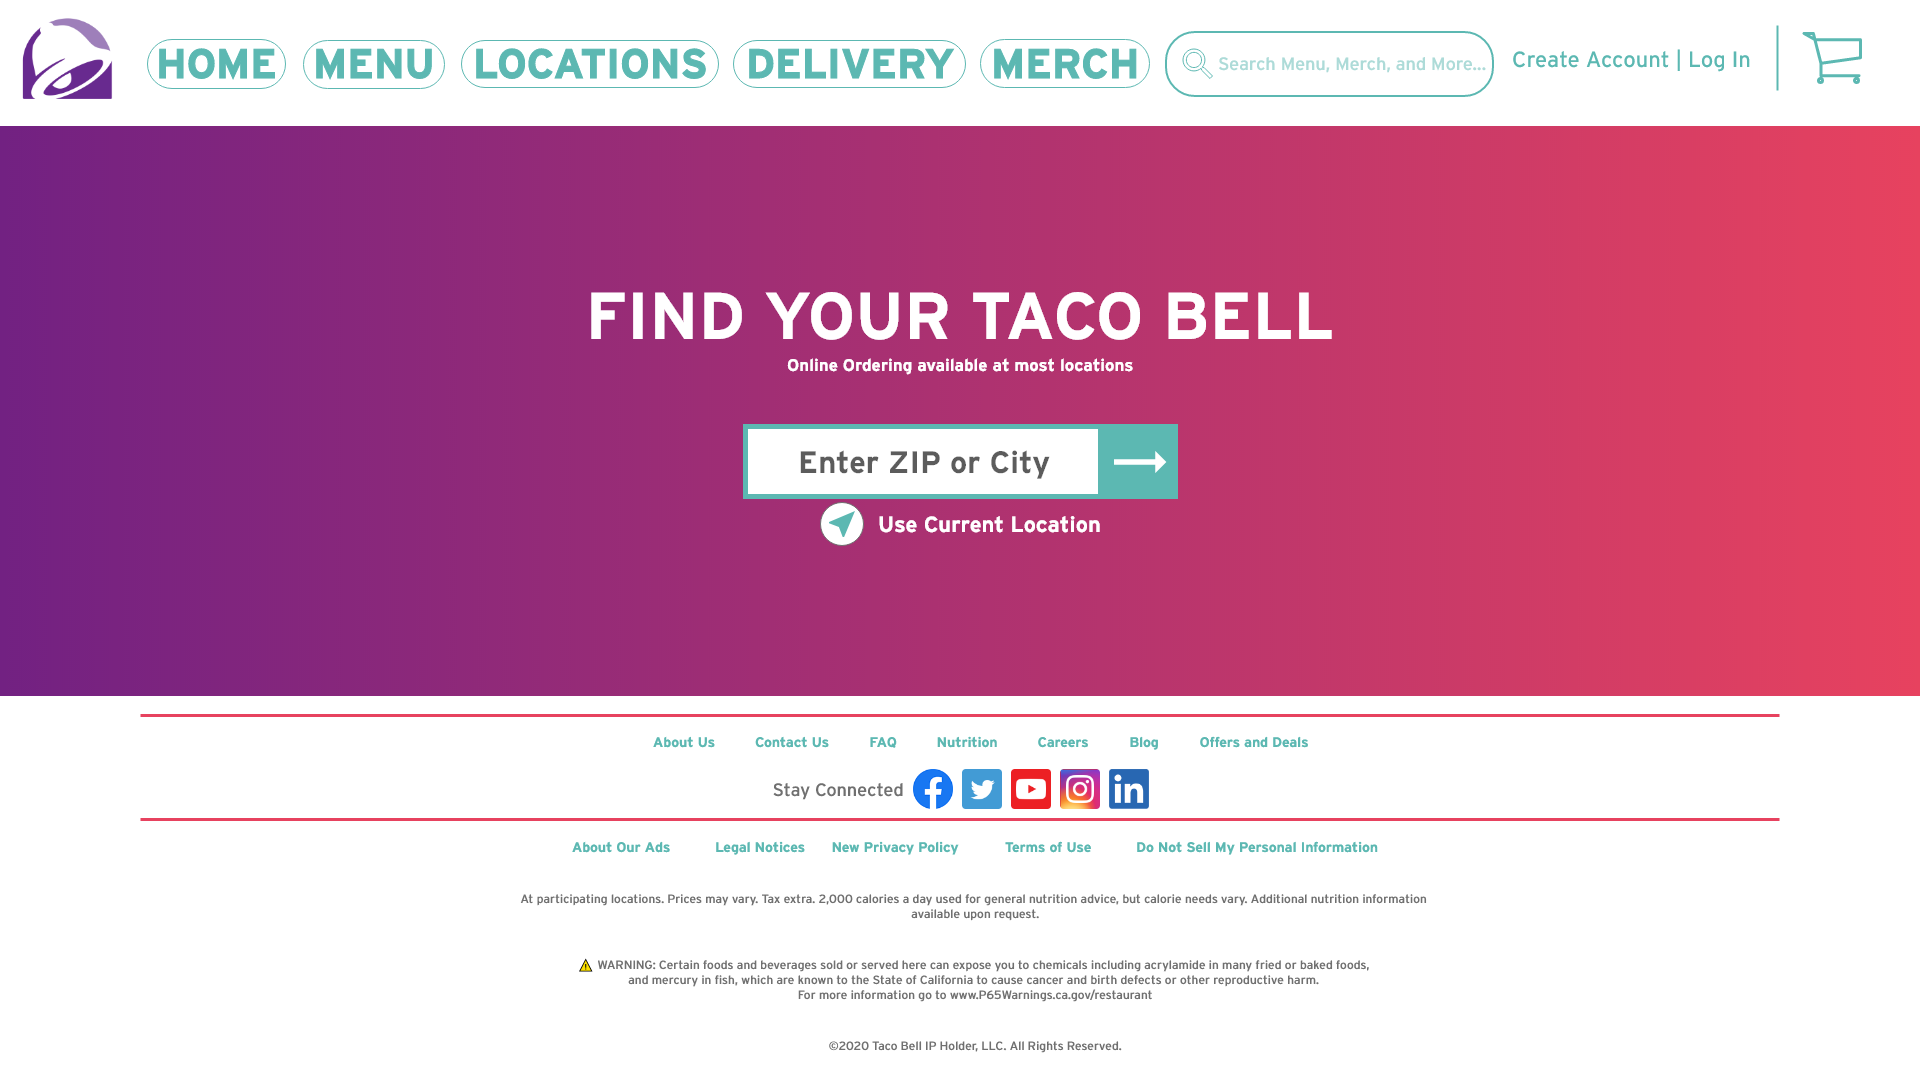 HOME MENU LOCATIONS DELIVERY MERCH Search Menu, Merch, and More... Create Account | Log In
FIND YOUR TACO BELL
Online Ordering available at most locations
Enter ZIP or City
Use Current Location
About Us Contact Us FAQ Nutrition Careers Blog Offers and Deals
Stay Connected
About Our Ads Legal Notices New Privacy Policy Terms of Use Do Not Sell My Personal Information
At participating locations. Prices may vary. Tax extra. 2,000 calories a day used for general nutrition advice, but calorie needs vary. Additional nutrition information
available upon request.
WARNING: Certain foods and beverages sold or served here can expose you to chemicals including acrylamide in many fried or baked foods,
and mercury in fish, which are known to the State of California to cause cancer and birth defects or other reproductive harm.
For more information go to www.P65Warnings.ca.gov/restaurant
©2020 Taco Bell IP Holder, LLC. All Rights Reserved.